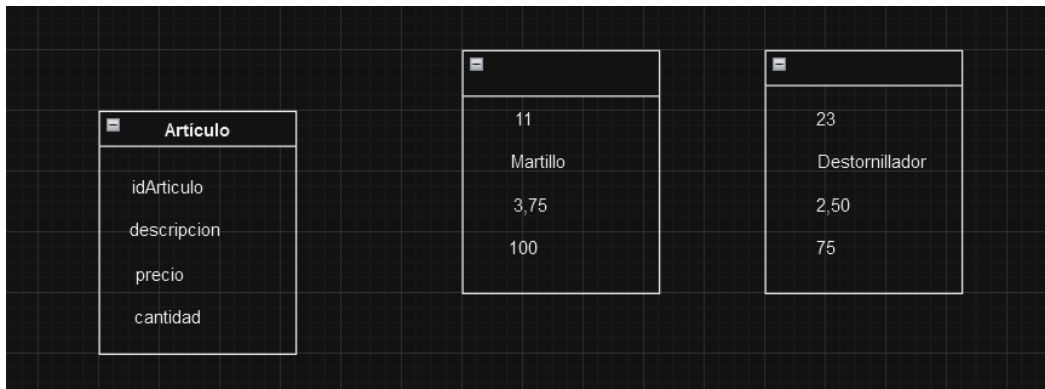 Artículo
idArticulo
descripcion
precio
cantidad
11
Martillo
3,75
100
23
Destornillador
2,50
75